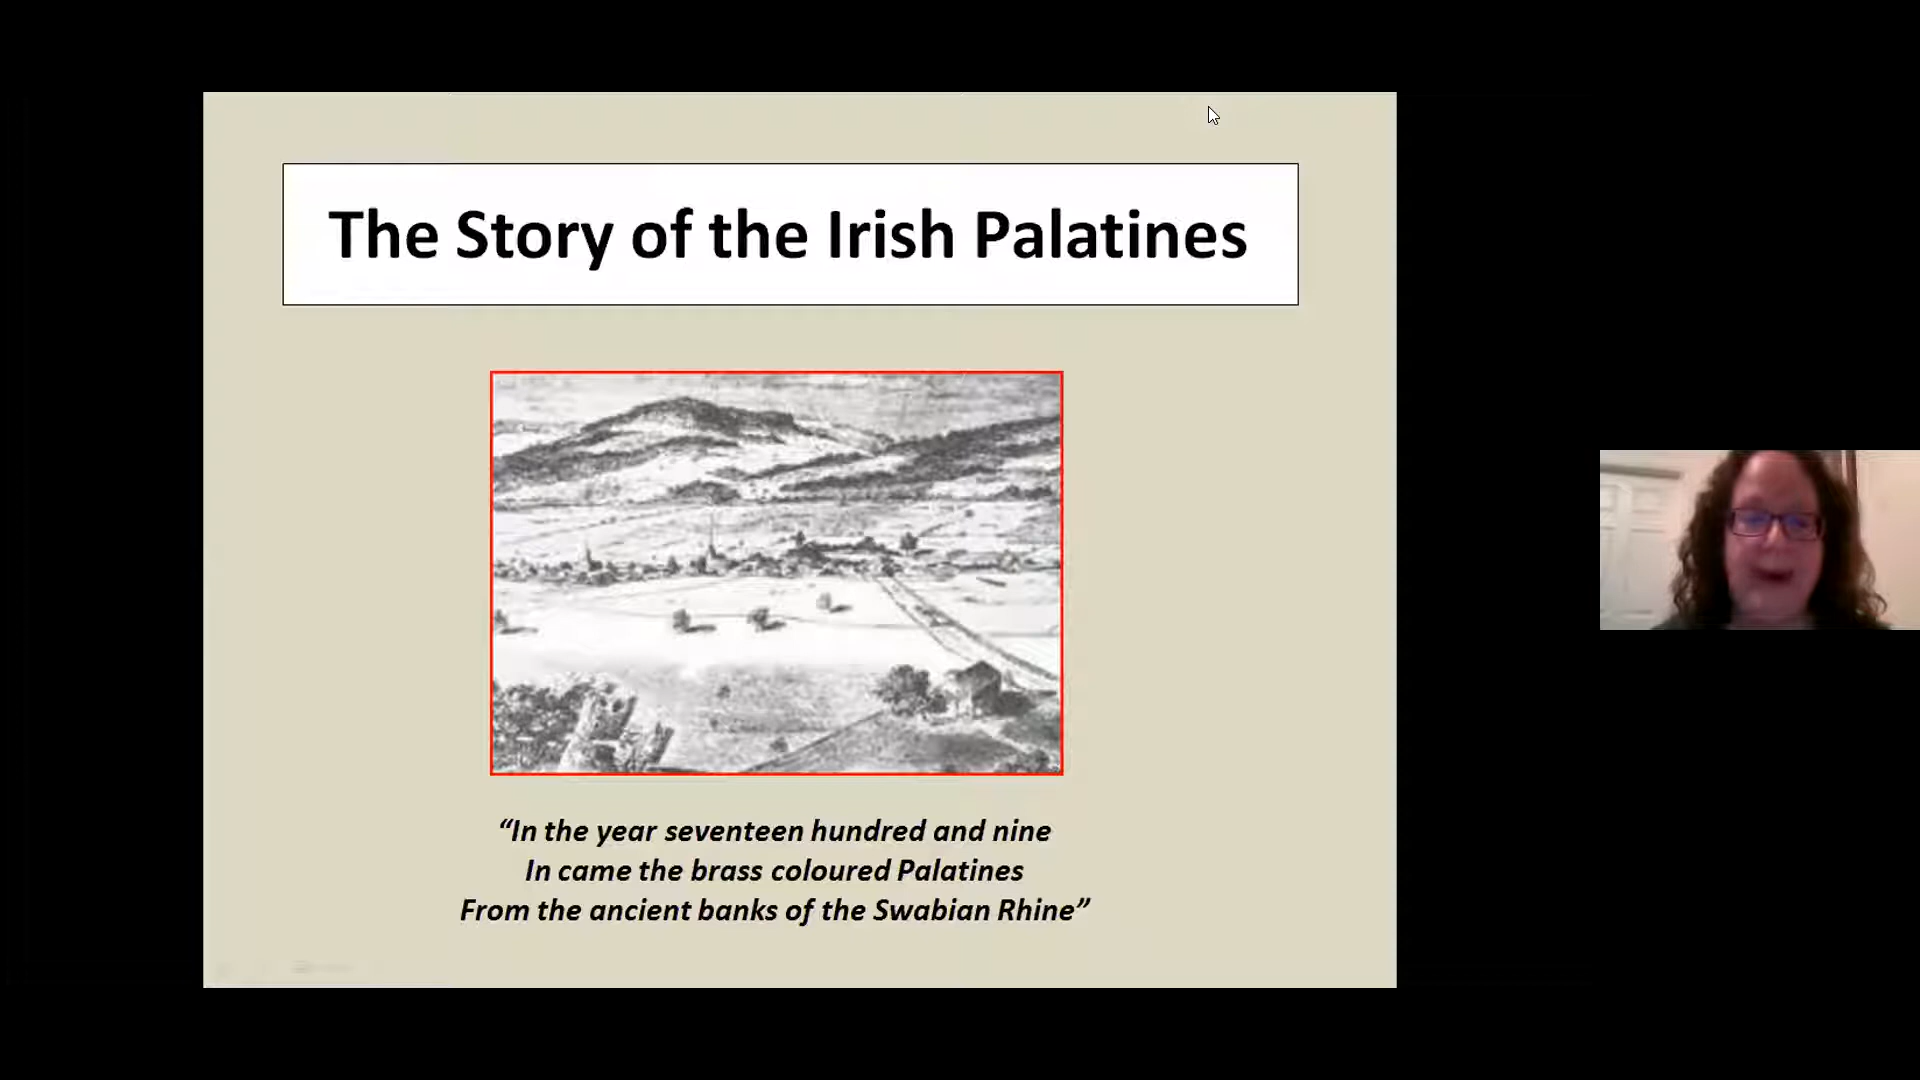 The Story of the Irish Palatines
“In the year seventeen hundred and nine
In came the brass coloured Palatines
From the ancient banks of the Swabian Rhine”